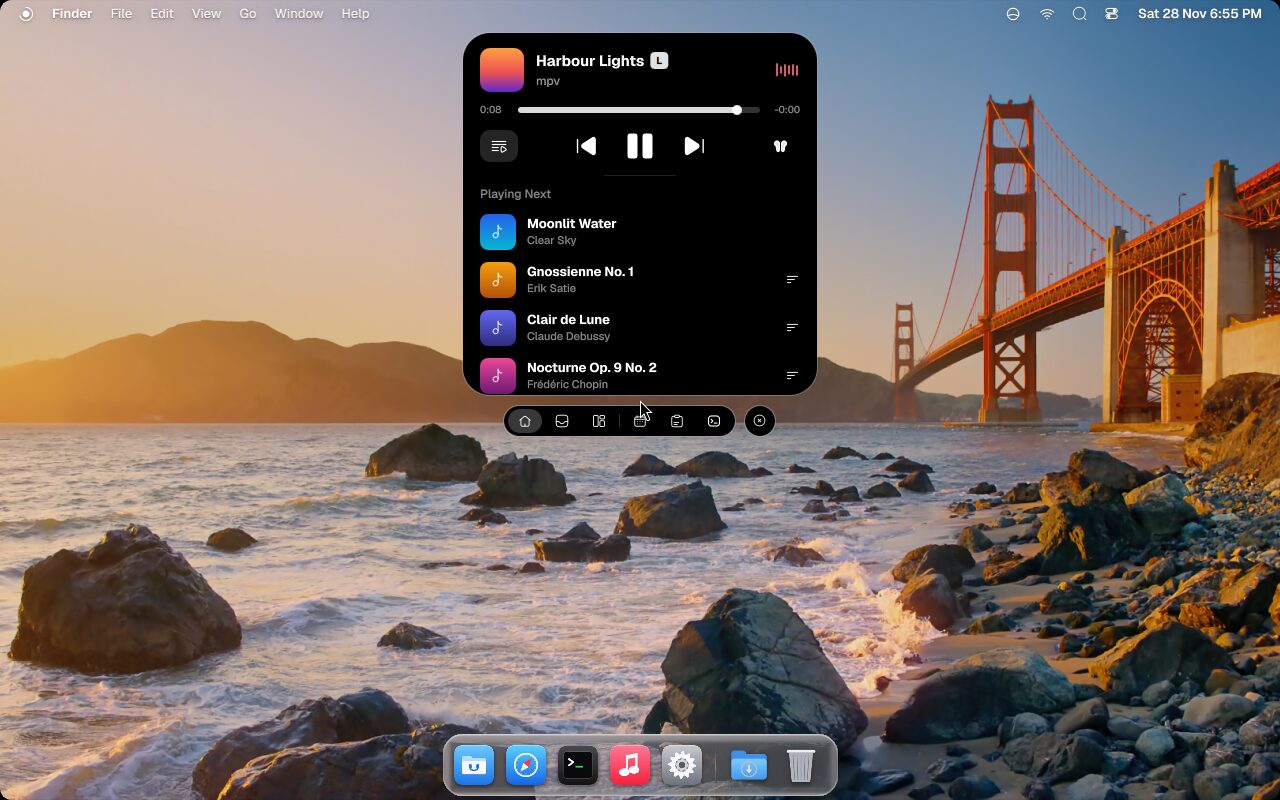 Finder File Edit View Go Window Help Sat 28 Nov 6:55 PM
Harbour Lights L
mpv
0:08 -0:00
Playing Next
Moonlit Water
Clear Sky
Gnossienne No. 1
Erik Satie
Clair de Lune
Claude Debussy
Nocturne Op. 9 No. 2
Frédéric Chopin